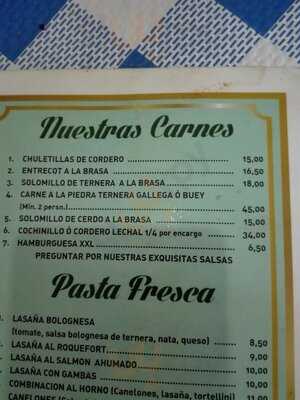 Nuestras Carnes
1. CHULETILLAS DE CORDERO 15,00
2. ENTRECOT A LA BRASA 16,50
3. SOLOMILLO DE TERNERA A LA BRASA 18,00
4. CARNE A LA PIEDRA TERNERA GALLEGA Ó BUEY
(Min. 2 persn.) 45,00
5. SOLOMILLO DE CERDO A LA BRASA 15,00
6. COCHINILLO Ó CORDERO LECHAL 1/4 por encargo 34,00
7. HAMBURGUESA XXL 6,50
PREGUNTAR POR NUESTRAS EXQUISITAS SALSAS
Pasta Fresca
LASAÑA BOLOGNESA
(tomate, salsa bolognesa de ternera, nata, queso) 8,50
LASAÑA AL ROQUEFORT 9,00
LASAÑA AL SALMON AHUMADO 10,00
LASAÑA CON GAMBAS 10,00
COMBINACION AL HORNO (Canelones, lasaña, tortellini) 11,00